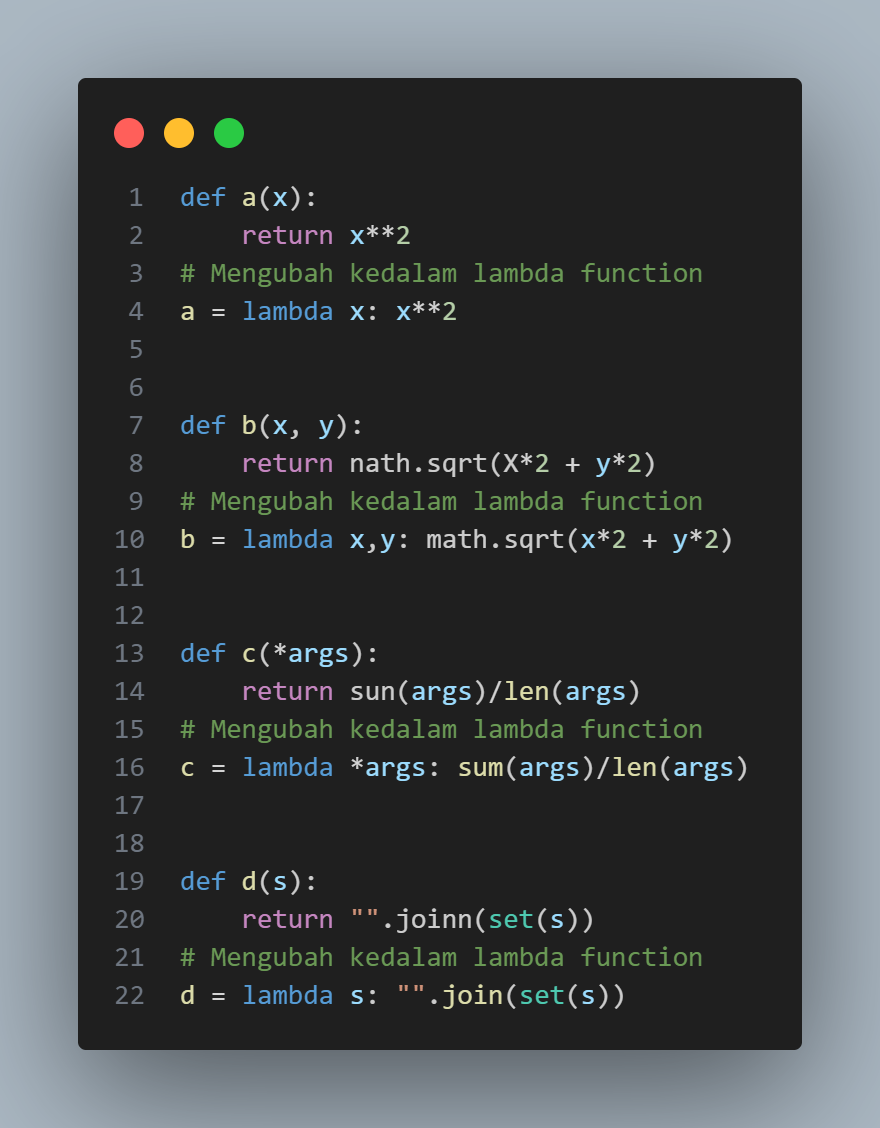 1 def a(x):
2     return x**2
3 # Mengubah kedalam lambda function
4 a = lambda x: x**2
5
6
7 def b(x, y):
8     return nath.sqrt(X*2 + y*2)
9 # Mengubah kedalam lambda function
10 b = lambda x,y: math.sqrt(x*2 + y*2)
11
12
13 def c(*args):
14     return sun(args)/len(args)
15 # Mengubah kedalam lambda function
16 c = lambda *args: sum(args)/len(args)
17
18
19 def d(s):
20     return "".joinn(set(s))
21 # Mengubah kedalam lambda function
22 d = lambda s: "".join(set(s))